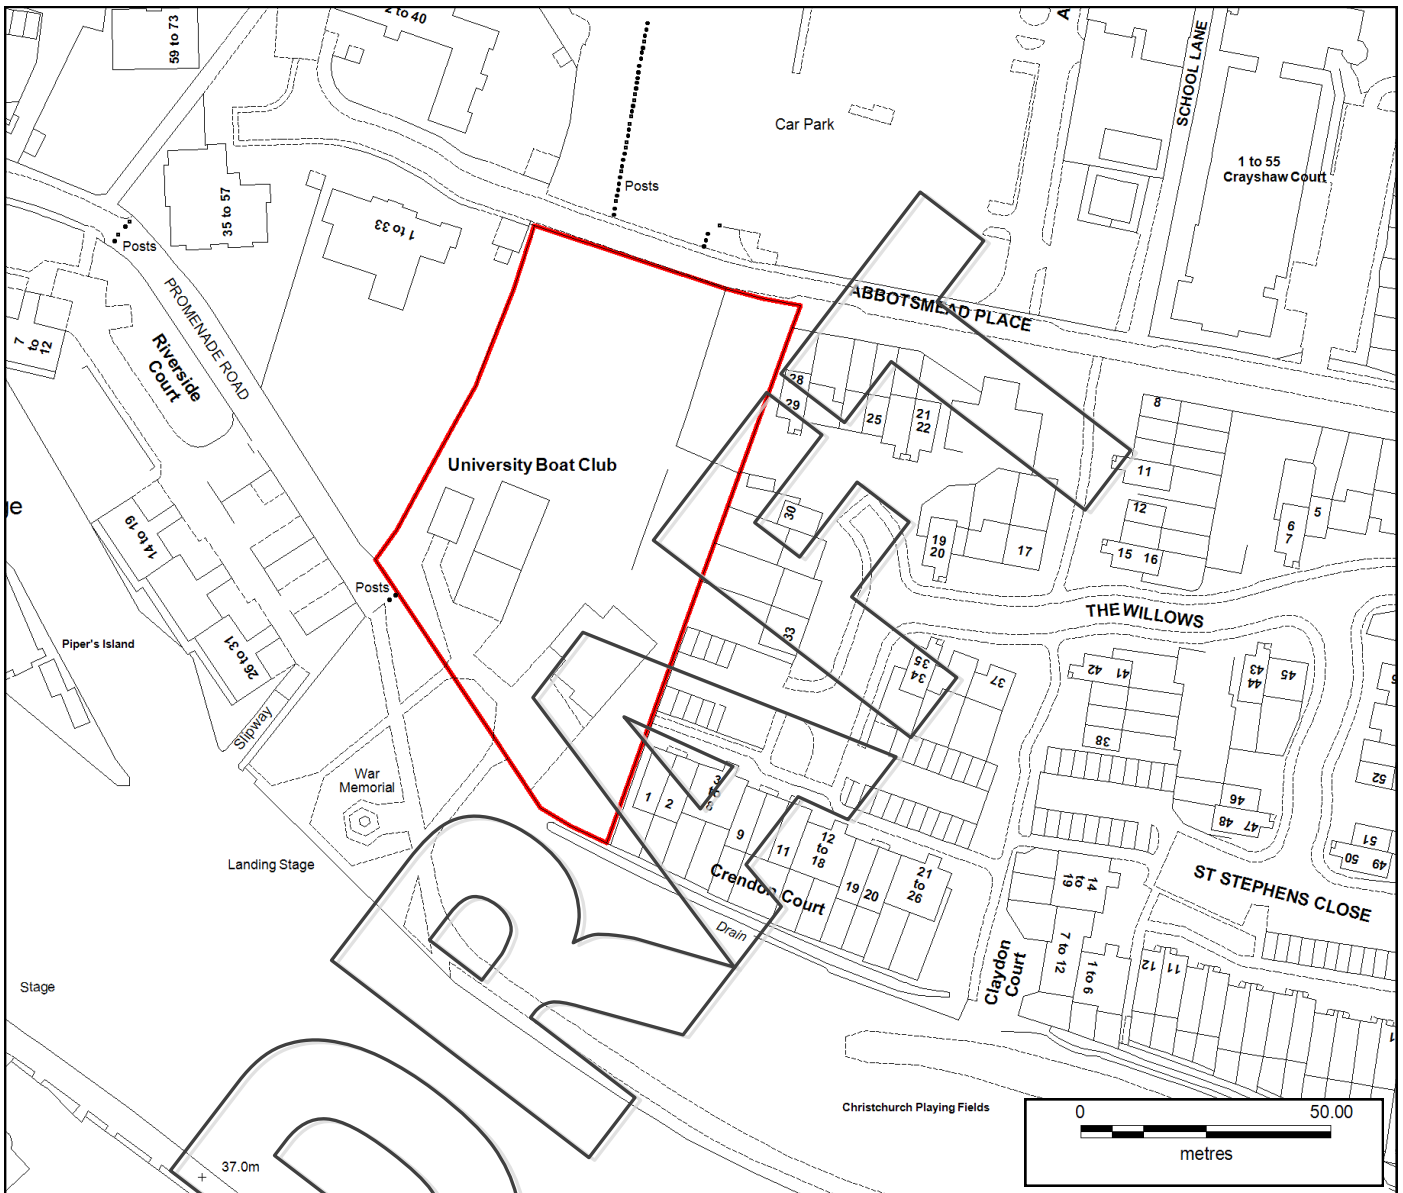 2 to 40
59 to 73
A
SCHOOL LANE
Car Park
1 to 55
Crayshaw Court
Posts
35 to 57
1 to 33
Posts
PROMENADE ROAD
ABBOTSMEAD PLACE
7
to
12
Riverside
Court
28
29
25
21
22
8
11
12
15
16
5
6
7
University Boat Club
ge
14 to 19
30
19
20
17
Posts
THE WILLOWS
Piper's Island
26 to 31
33
35
34
37
42
41
43
44
45
38
Slipway
War
Memorial
52
46
48
47
51
50
49
1
2
3
to
8
9
11
12
to
18
19
20
21
to
26
Crendon Court
Landing Stage
14
to
19
ST STEPHENS CLOSE
Drain
Claydon
Court
7 to 12
1 to 6
12
11
Stage
DRAFT
Christchurch Playing Fields
37.0m
0
50.00
metres